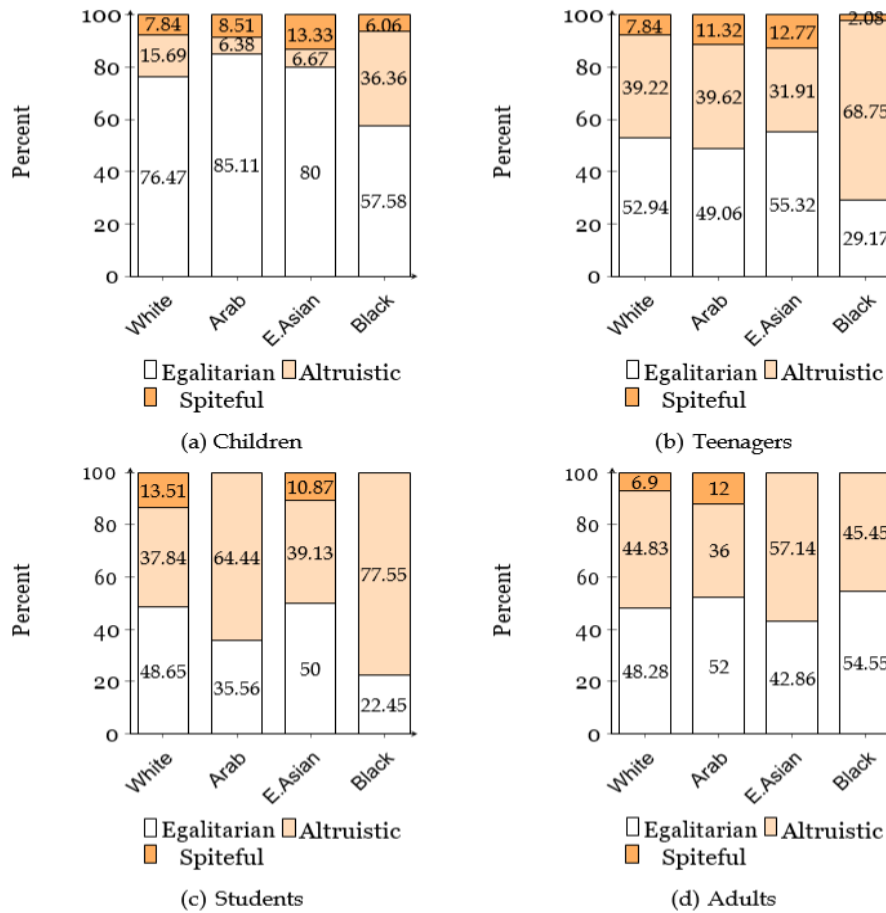 Percent
100
80
60
40
20
0
7.84 8.51 13.33 6.06
15.69 6.38 6.67 36.36
76.47 85.11 80 57.58
White Arab E.Asian Black
Egalitarian Altruistic
Spiteful
(a) Children
Percent
100
80
60
40
20
0
7.84 11.32 12.77 2.08
39.22 39.62 31.91 68.75
52.94 49.06 55.32 29.17
White Arab E.Asian Black
Egalitarian Altruistic
Spiteful
(b) Teenagers
Percent
100
80
60
40
20
0
13.51 10.87
37.84 64.44 39.13 77.55
48.65 35.56 50 22.45
White Arab E.Asian Black
Egalitarian Altruistic
Spiteful
(c) Students
Percent
100
80
60
40
20
0
6.9 12
44.83 36 57.14 45.45
48.28 52 42.86 54.55
White Arab E.Asian Black
Egalitarian Altruistic
Spiteful
(d) Adults